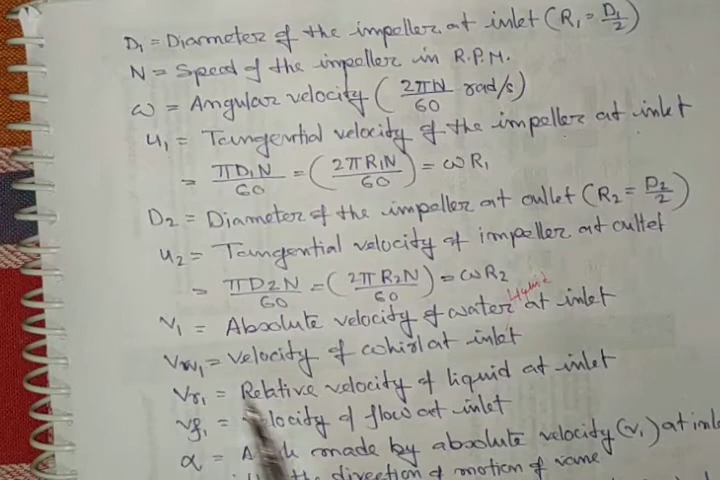 D₁ = Diameter of the impeller at inlet (R₁ = D₁/2)
N = Speed of the impeller in R.P.M.
ω = Angular velocity (2πN/60 rad/s)
u₁ = Tangential velocity of the impeller at inlet
= πD₁N/60 = (2πR₁N/60) = ωR₁
D₂ = Diameter of the impeller at outlet (R₂ = D₂/2)
u₂ = Tangential velocity of impeller at outlet
= πD₂N/60 = (2πR₂N/60) = ωR₂
V₁ = Absolute velocity of water liquid at inlet
Vw₁ = Velocity of whirl at inlet
Vr₁ = Relative velocity of liquid at inlet
Vf₁ = locity of flow at inlet
α = A made by absolute velocity (V₁) at inle
the direction of motion of vane